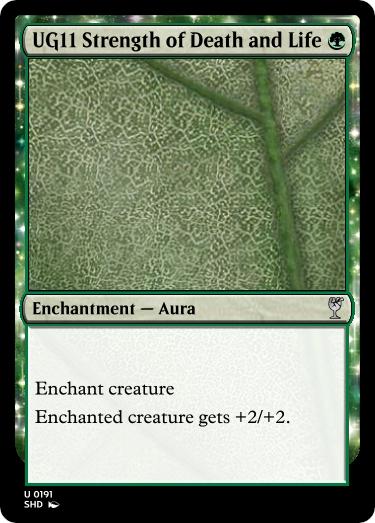 UG11 Strength of Death and Life
Enchantment — Aura
Enchant creature
Enchanted creature gets +2/+2.
U 0191
SHD